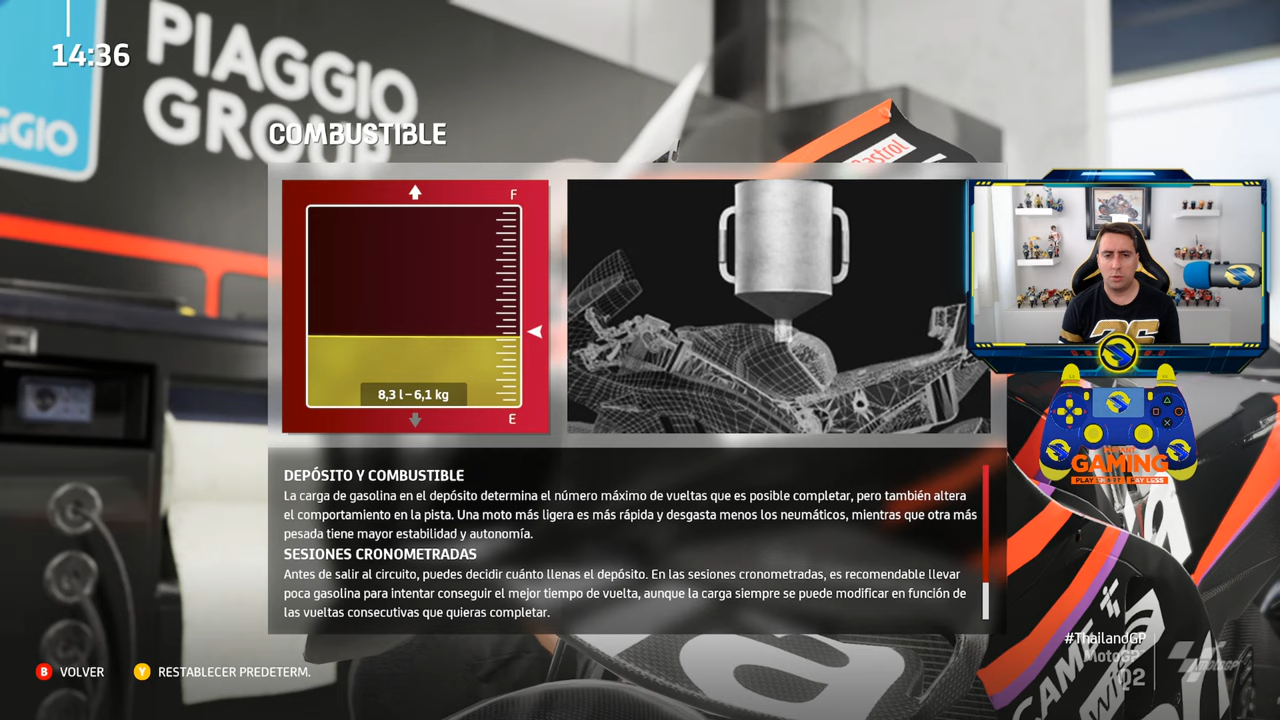 14:36
PIAGGIO
GROUP
GGIO
COMBUSTIBLE
Castrol
F
8,3 l – 6,1 kg
E
26
GAMING
DEPÓSITO Y COMBUSTIBLE
La carga de gasolina en el depósito determina el número máximo de vueltas que es posible completar, pero también altera
el comportamiento en la pista. Una moto más ligera es más rápida y desgasta menos los neumáticos, mientras que otra más
pesada tiene mayor estabilidad y autonomía.
SESIONES CRONOMETRADAS
Antes de salir al circuito, puedes decidir cuánto llenas el depósito. En las sesiones cronometradas, es recomendable llevar
poca gasolina para intentar conseguir el mejor tiempo de vuelta, aunque la carga siempre se puede modificar en función de
las vueltas consecutivas que quieras completar.
#ThailandGP
MotoGP
Q2
MotoGP
B VOLVER
Y RESTABLECER PREDETERM.